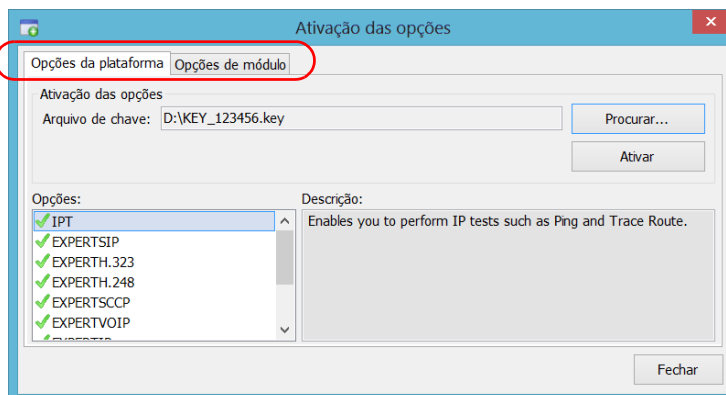 Ativação das opções
Opções da plataforma Opções de módulo
Ativação das opções
Arquivo de chave: D:\KEY_123456.key Procurar...
Ativar
Opções: Descrição:
IPT Enables you to perform IP tests such as Ping and Trace Route.
EXPERTSIP
EXPERTH.323
EXPERTH.248
EXPERTSCCP
EXPERTVOIP
Fechar